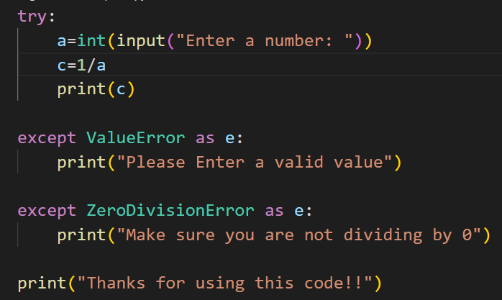 try:
    a=int(input("Enter a number: "))
    c=1/a
    print(c)
except ValueError as e:
    print("Please Enter a valid value")
except ZeroDivisionError as e:
    print("Make sure you are not dividing by 0")
print("Thanks for using this code!!")